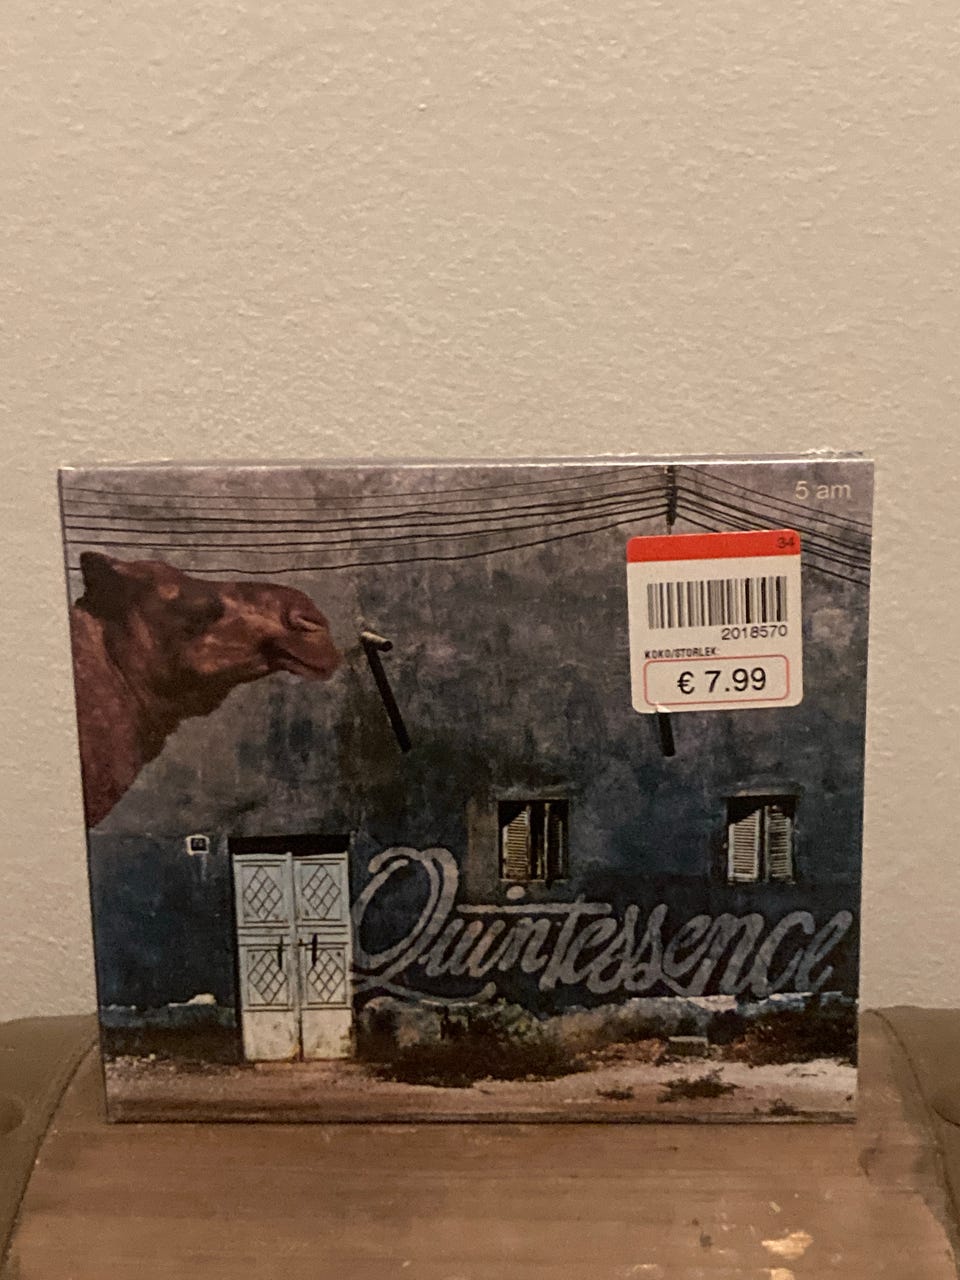 5 am
34
2018570
KOKO/STORLEK:
€ 7.99
Quintessence